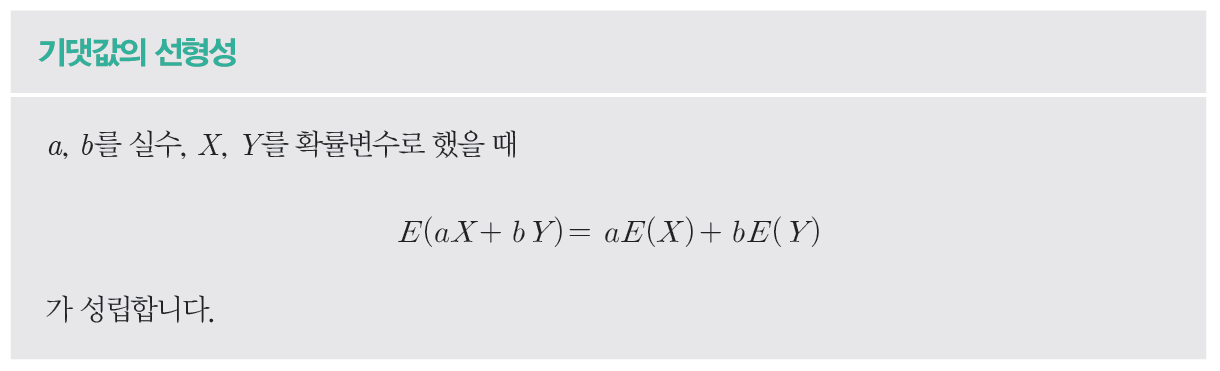 기댓값의 선형성
a, b를 실수, X, Y를 확률변수로 했을 때
E(aX+ bY)= aE(X)+ bE(Y)
가 성립합니다.